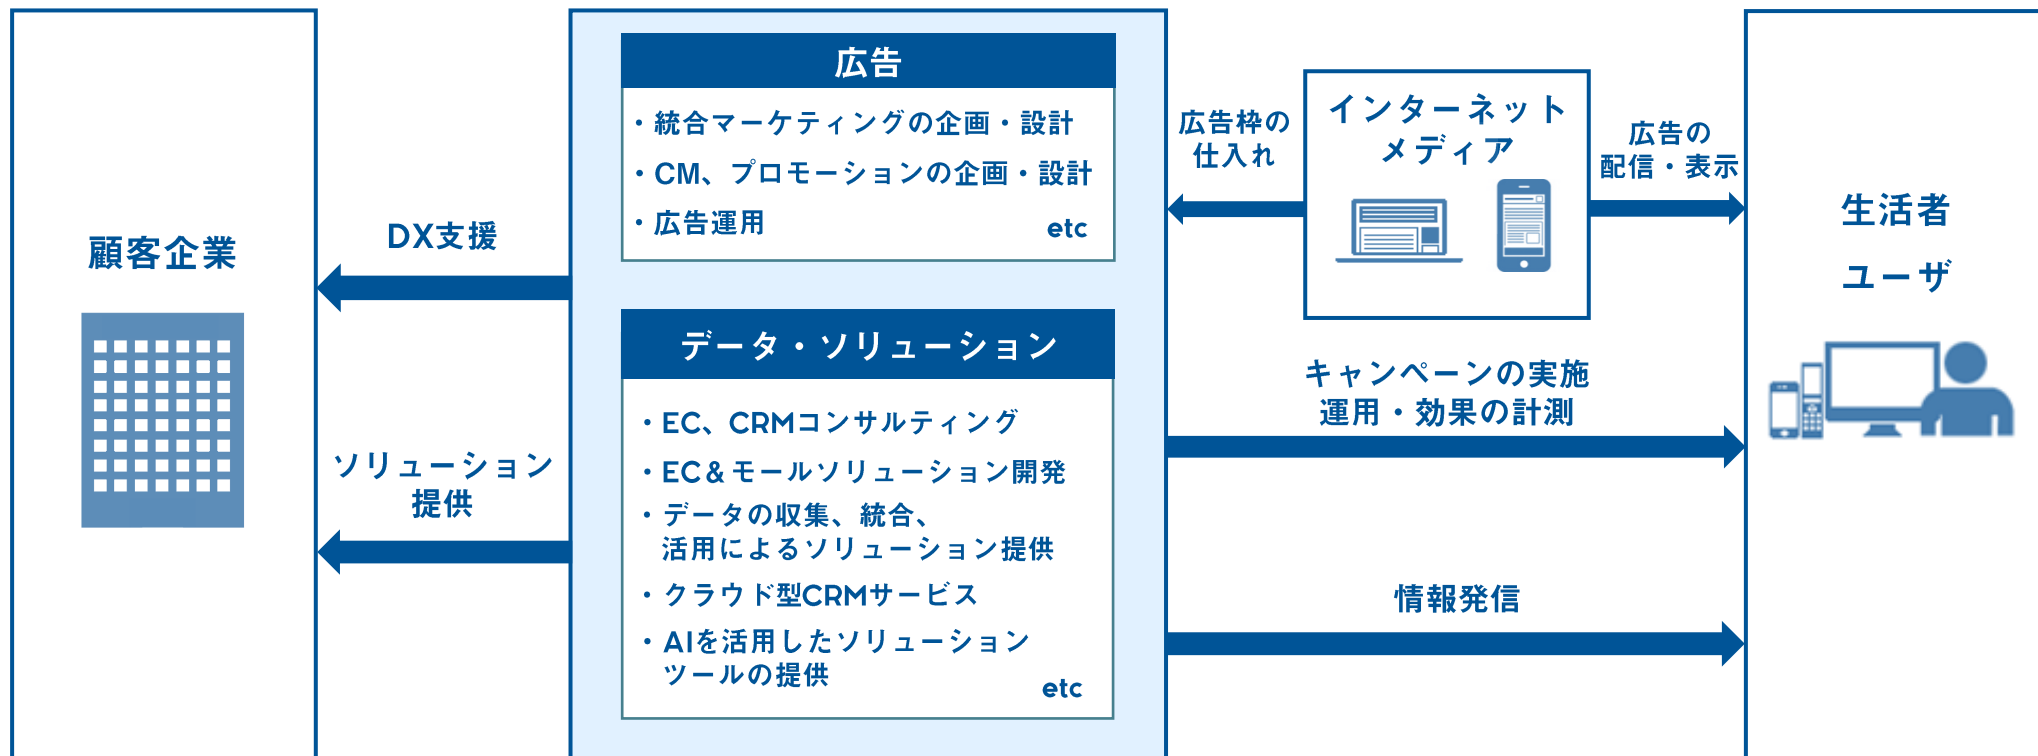 顧客企業
DX支援
ソリューション
提供
広告
・統合マーケティングの企画・設計
・CM、プロモーションの企画・設計
・広告運用
etc
データ・ソリューション
・EC、CRMコンサルティング
・EC&モールソリューション開発
・データの収集、統合、
活用によるソリューション提供
・クラウド型CRMサービス
・AIを活用したソリューション
ツールの提供
etc
広告枠の
仕入れ
インターネット
メディア
広告の
配信・表示
キャンペーンの実施
運用・効果の計測
情報発信
生活者
ユーザ